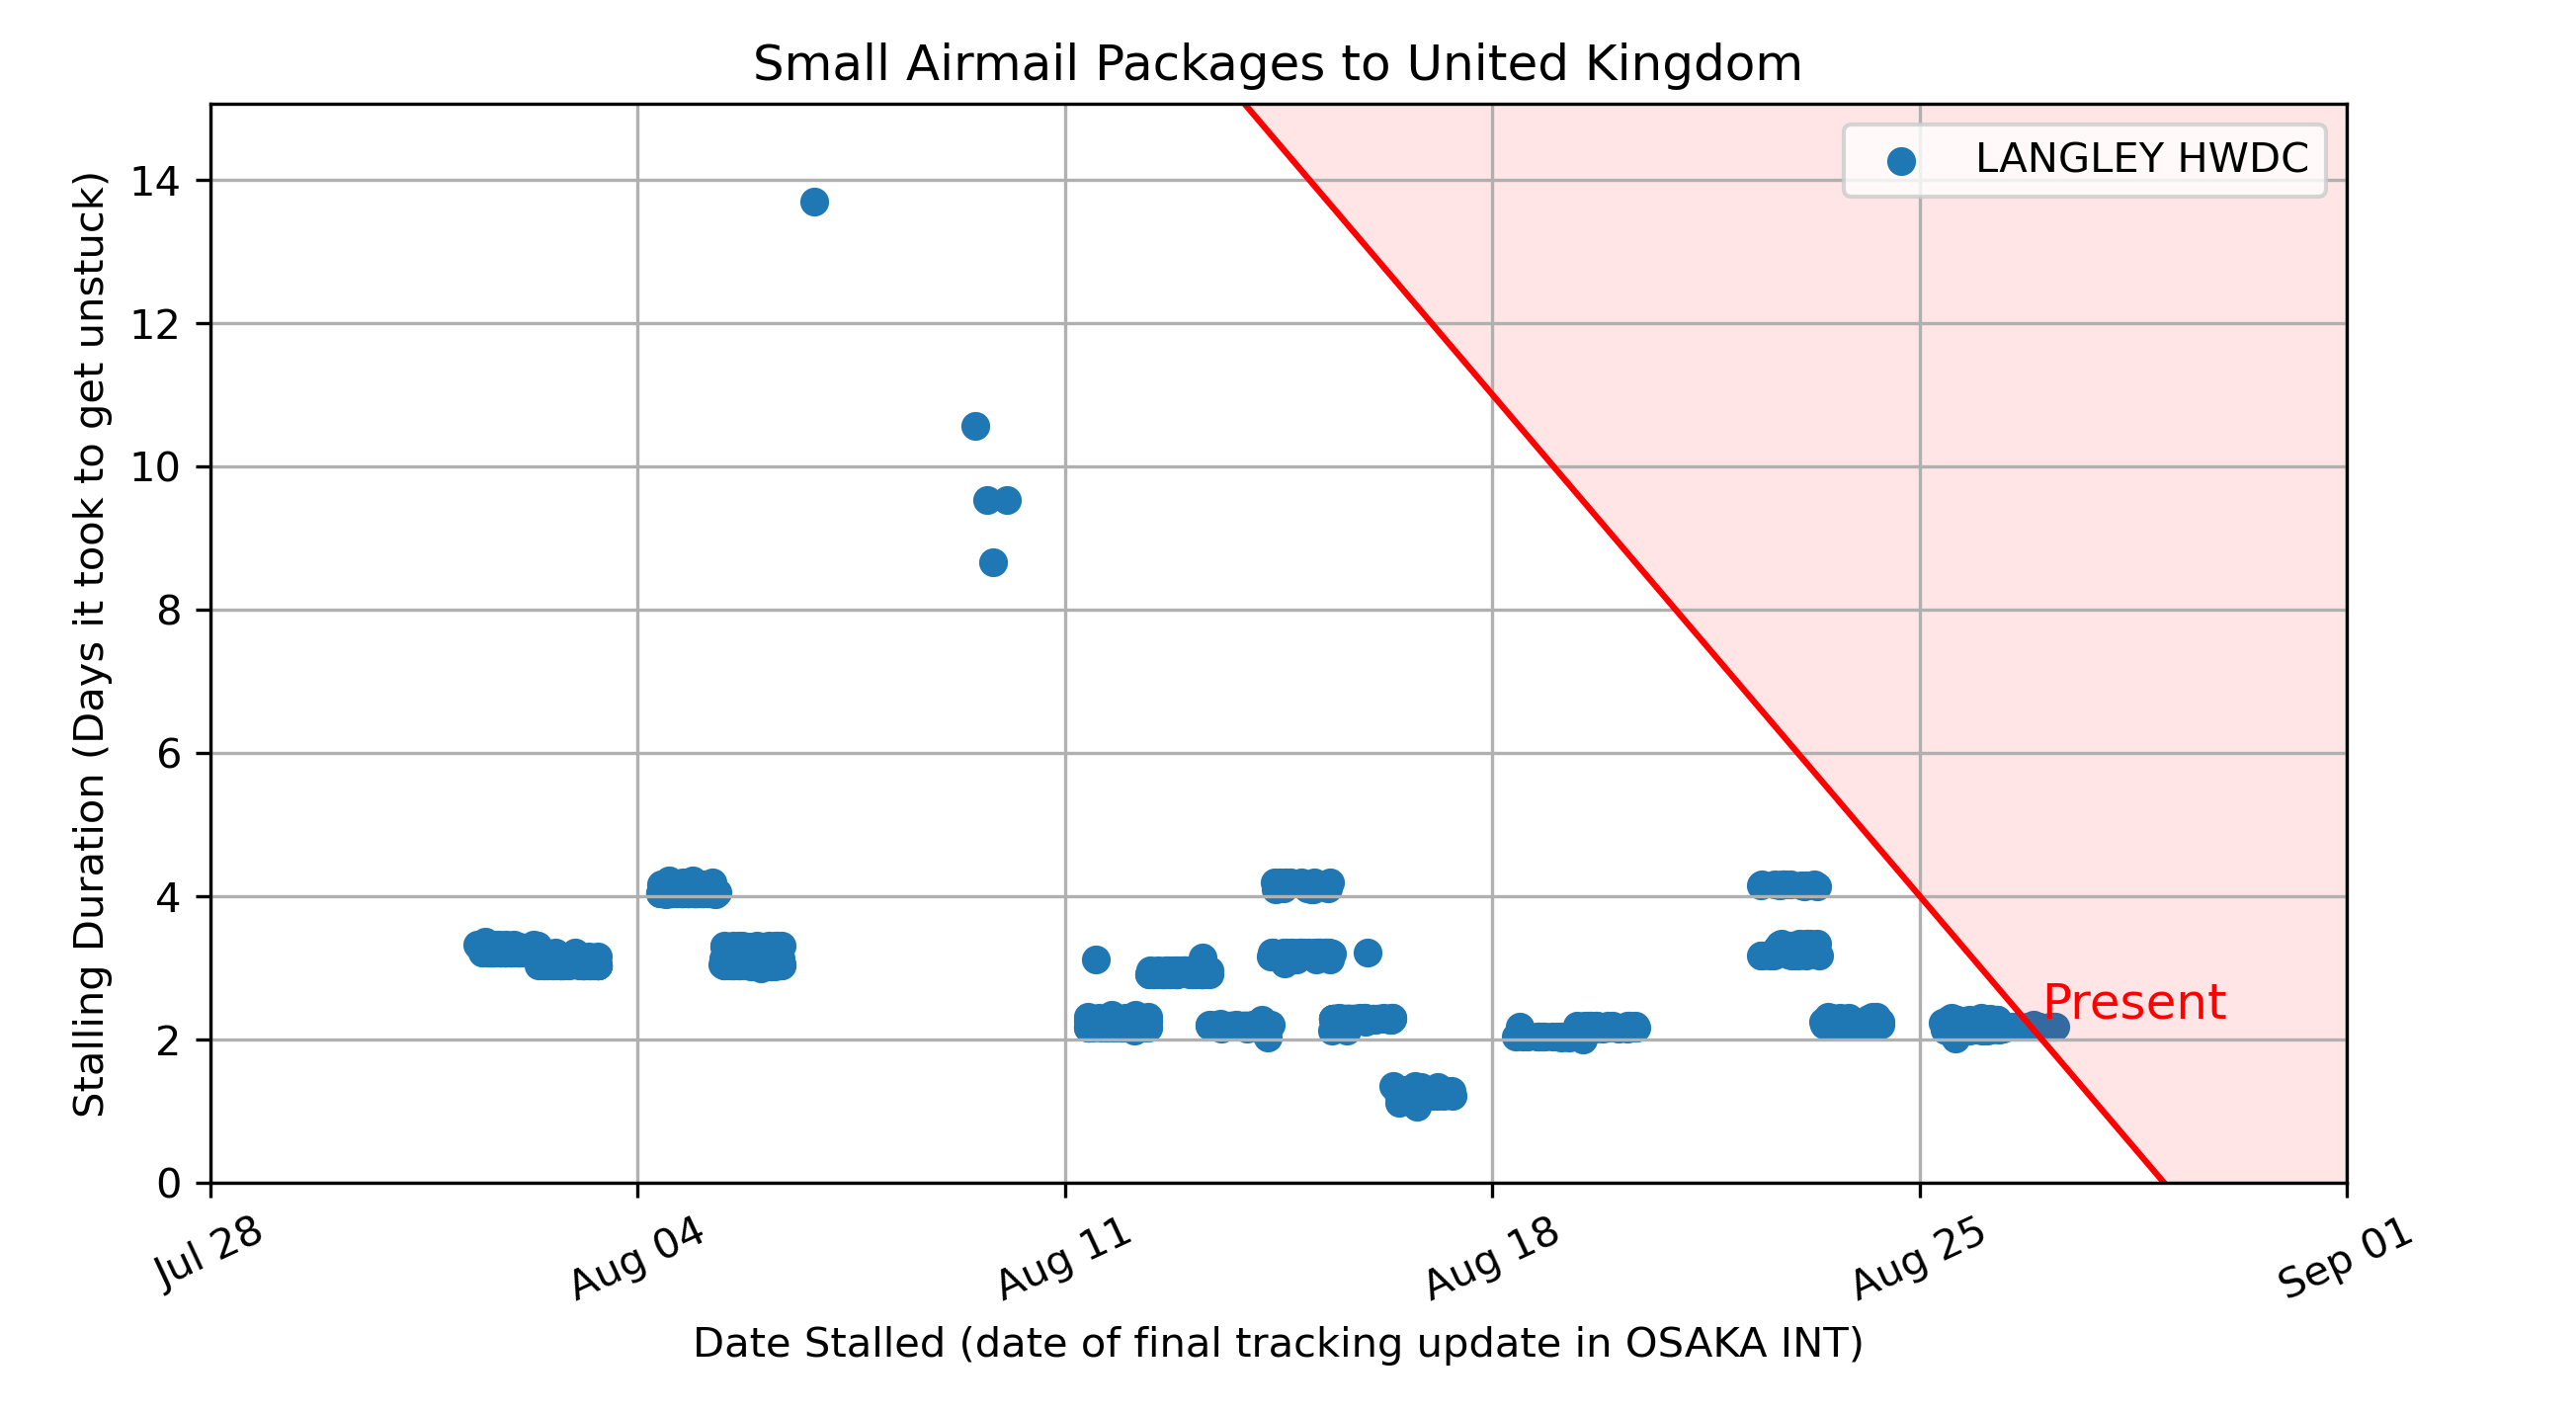 Small Airmail Packages to United Kingdom
LANGLEY HWDC
Present
Stalling Duration (Days it took to get unstuck)
14
12
10
8
6
4
2
0
Jul 28
Aug 04
Aug 11
Aug 18
Aug 25
Sep 01
Date Stalled (date of final tracking update in OSAKA INT)